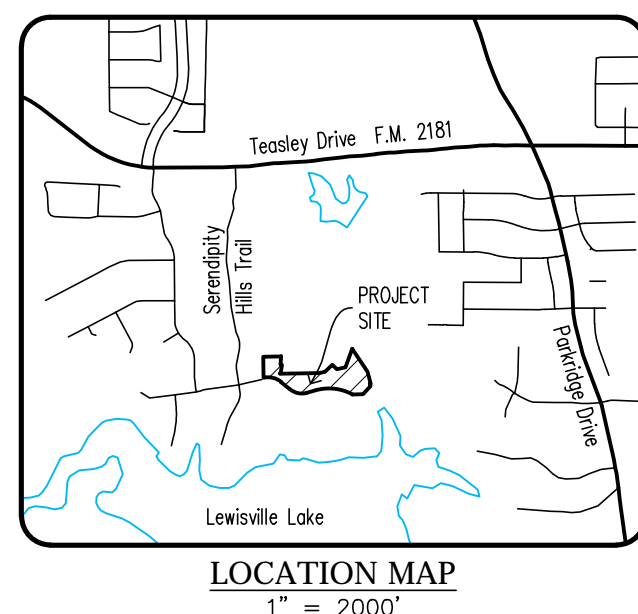 Teasley Drive F.M. 2181
Serendipity
Hills Trail
PROJECT
SITE
Parkridge Drive
Lewisville Lake
LOCATION MAP
1" = 2000'